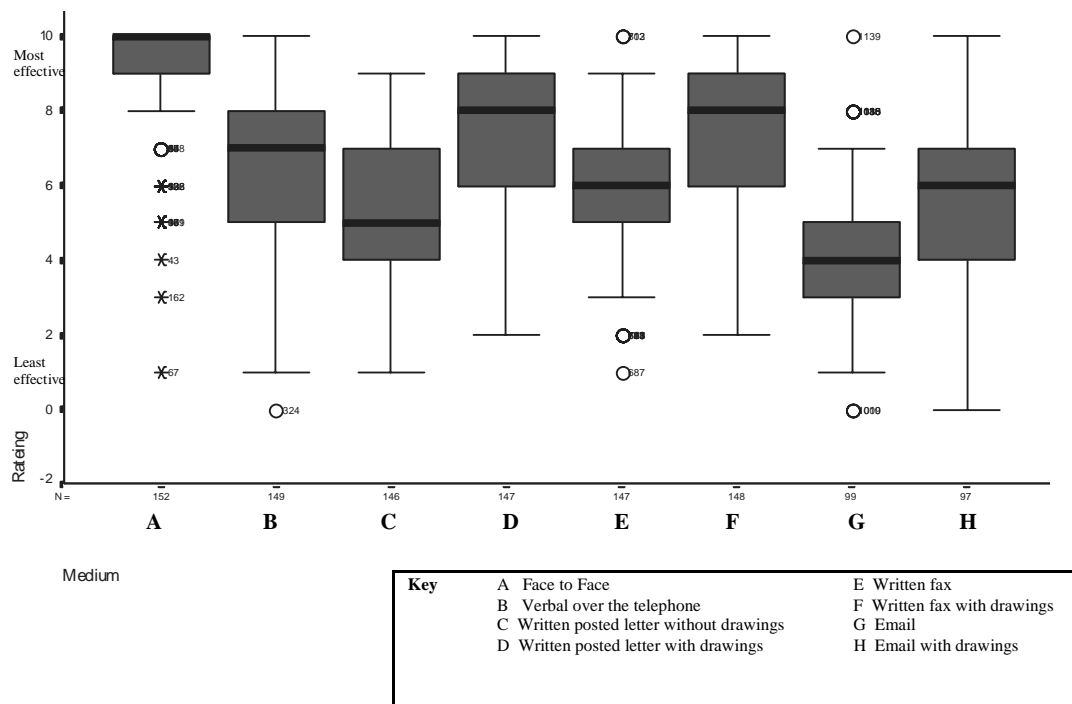 10
Most
effective
8
6
4
2
Least
effective
0
Rateing
-2
43
162
67
324
687
1139
N = 152 149 146 147 147 148 99 97
A B C D E F G H
Medium
Key
A Face to Face
B Verbal over the telephone
C Written posted letter without drawings
D Written posted letter with drawings
E Written fax
F Written fax with drawings
G Email
H Email with drawings